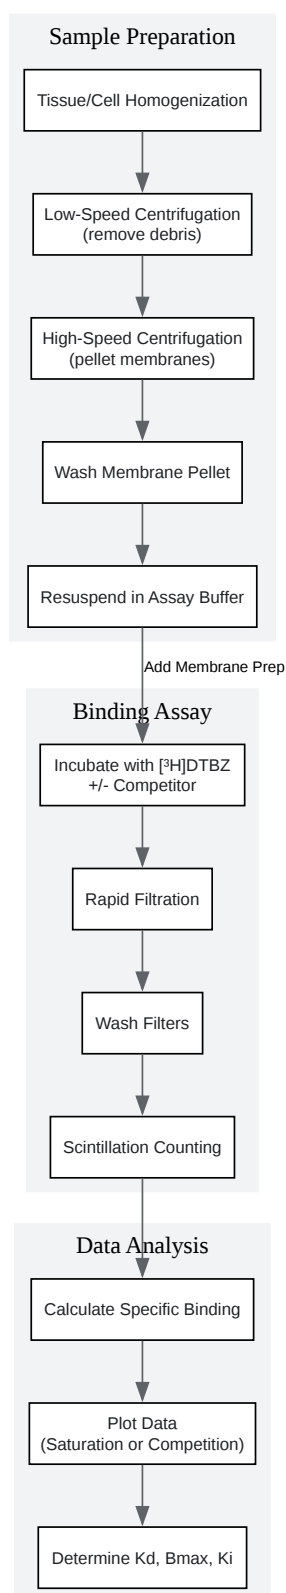 Sample Preparation
Tissue/Cell Homogenization
Low-Speed Centrifugation
(remove debris)
High-Speed Centrifugation
(pellet membranes)
Wash Membrane Pellet
Resuspend in Assay Buffer
Add Membrane Prep
Binding Assay
Incubate with [³H]DTBZ
+/- Competitor
Rapid Filtration
Wash Filters
Scintillation Counting
Data Analysis
Calculate Specific Binding
Plot Data
(Saturation or Competition)
Determine Kd, Bmax, Ki